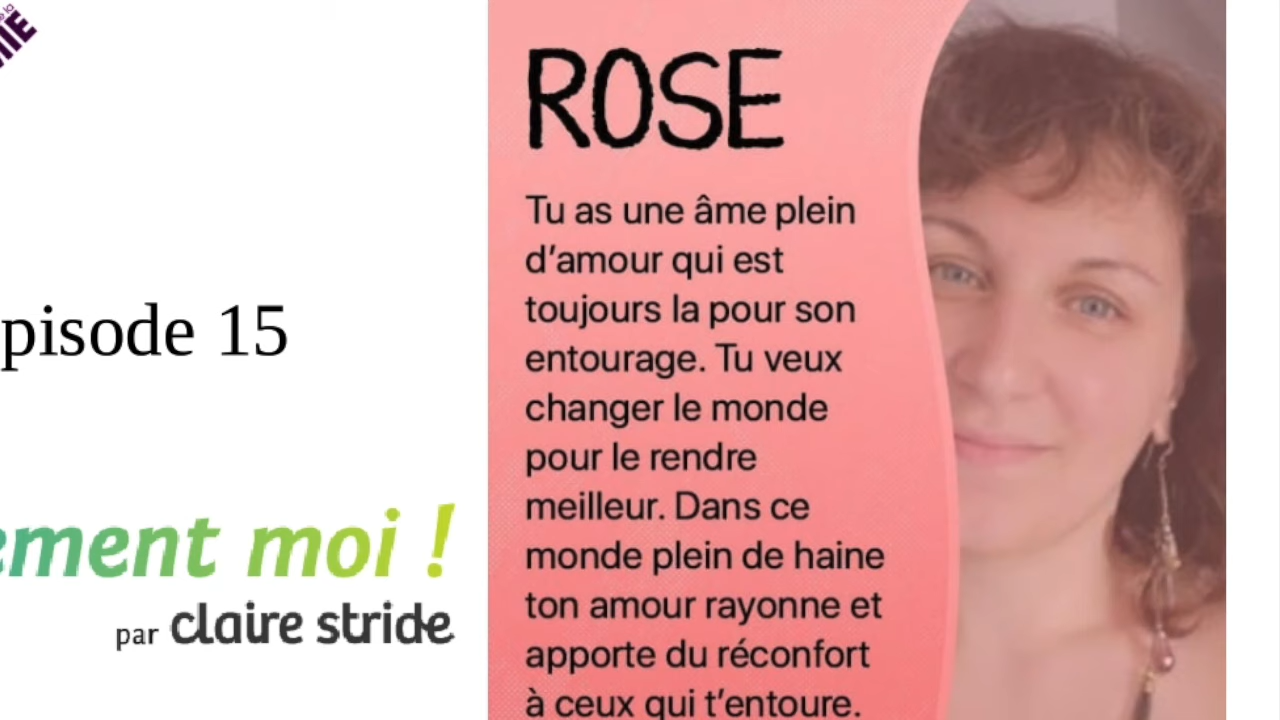 pisode 15
ement moi !
par claire stride
ROSE
Tu as une âme plein
d’amour qui est
toujours la pour son
entourage. Tu veux
changer le monde
pour le rendre
meilleur. Dans ce
monde plein de haine
ton amour rayonne et
apporte du réconfort
à ceux qui t’entoure.